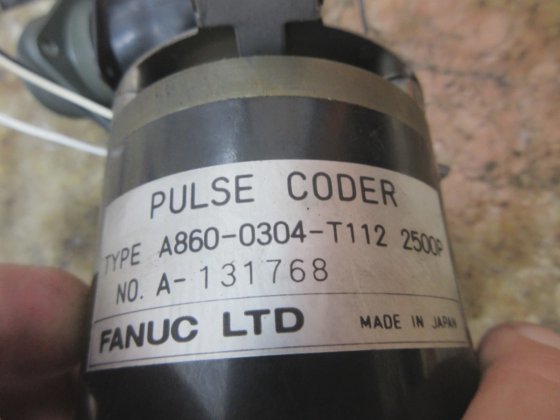 PULSE CODER
TYPE A860-0304-T112 2500P
NO. A-131768
FANUC LTD MADE IN JAPAN